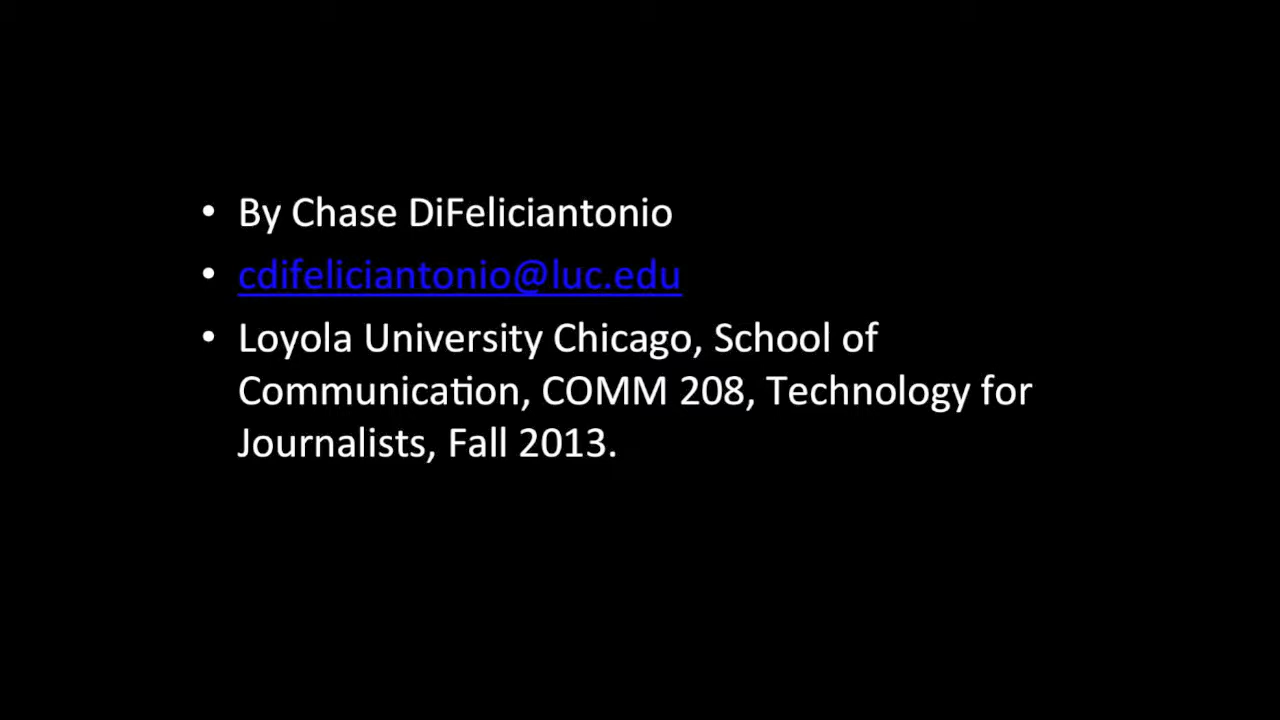 • By Chase DiFeliciantonio
• cdifeliciantonio@luc.edu
• Loyola University Chicago, School of
Communication, COMM 208, Technology for
Journalists, Fall 2013.